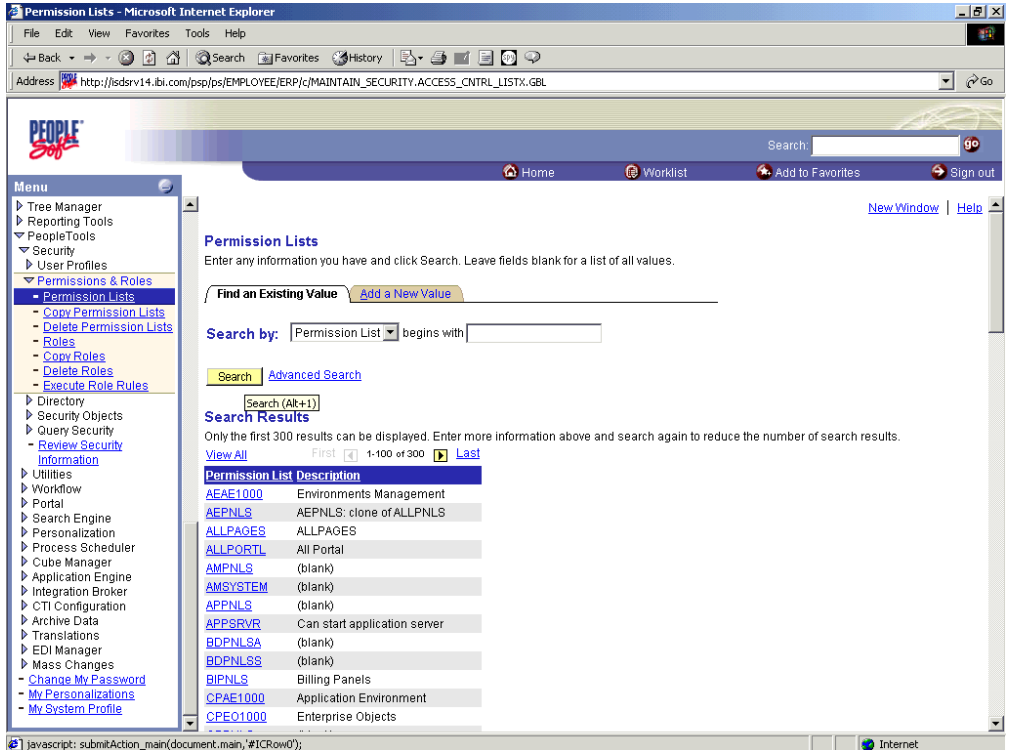 Permission Lists - Microsoft Internet Explorer
File Edit View Favorites Tools Help
Back Search Favorites History
Address http://isdsrv14.ibi.com/psp/ps/EMPLOYEE/ERP/c/MAINTAIN_SECURITY.ACCESS_CNTRL_LISTX.GBL Go
PEOPLE
Soft
Search: go
Home Worklist Add to Favorites Sign out
Menu
Tree Manager
Reporting Tools
PeopleTools
Security
User Profiles
Permissions & Roles
Permission Lists
Copy Permission Lists
Delete Permission Lists
Roles
Copy Roles
Delete Roles
Execute Role Rules
Directory
Security Objects
Query Security
Review Security
Information
Utilities
Workflow
Portal
Search Engine
Personalization
Process Scheduler
Cube Manager
Application Engine
Integration Broker
CTI Configuration
Archive Data
Translations
EDI Manager
Mass Changes
Change My Password
My Personalizations
My System Profile
New Window | Help
Permission Lists
Enter any information you have and click Search. Leave fields blank for a list of all values.
Find an Existing Value Add a New Value
Search by: Permission List begins with
Search Advanced Search
Search (Alt+1)
Search Results
Only the first 300 results can be displayed. Enter more information above and search again to reduce the number of search results.
View All First 1-100 of 300 Last
Permission List Description
AEAE1000 Environments Management
AEPNLS AEPNLS: clone of ALLPNLS
ALLPAGES ALLPAGES
ALLPORTL All Portal
AMPNLS (blank)
AMSYSTEM (blank)
APPNLS (blank)
APPSRVR Can start application server
BDPNLSA (blank)
BDPNLSS (blank)
BIPNLS Billing Panels
CPAE1000 Application Environment
CPEO1000 Enterprise Objects
javascript: submitAction_main(document.main,'#ICRow0'); Internet